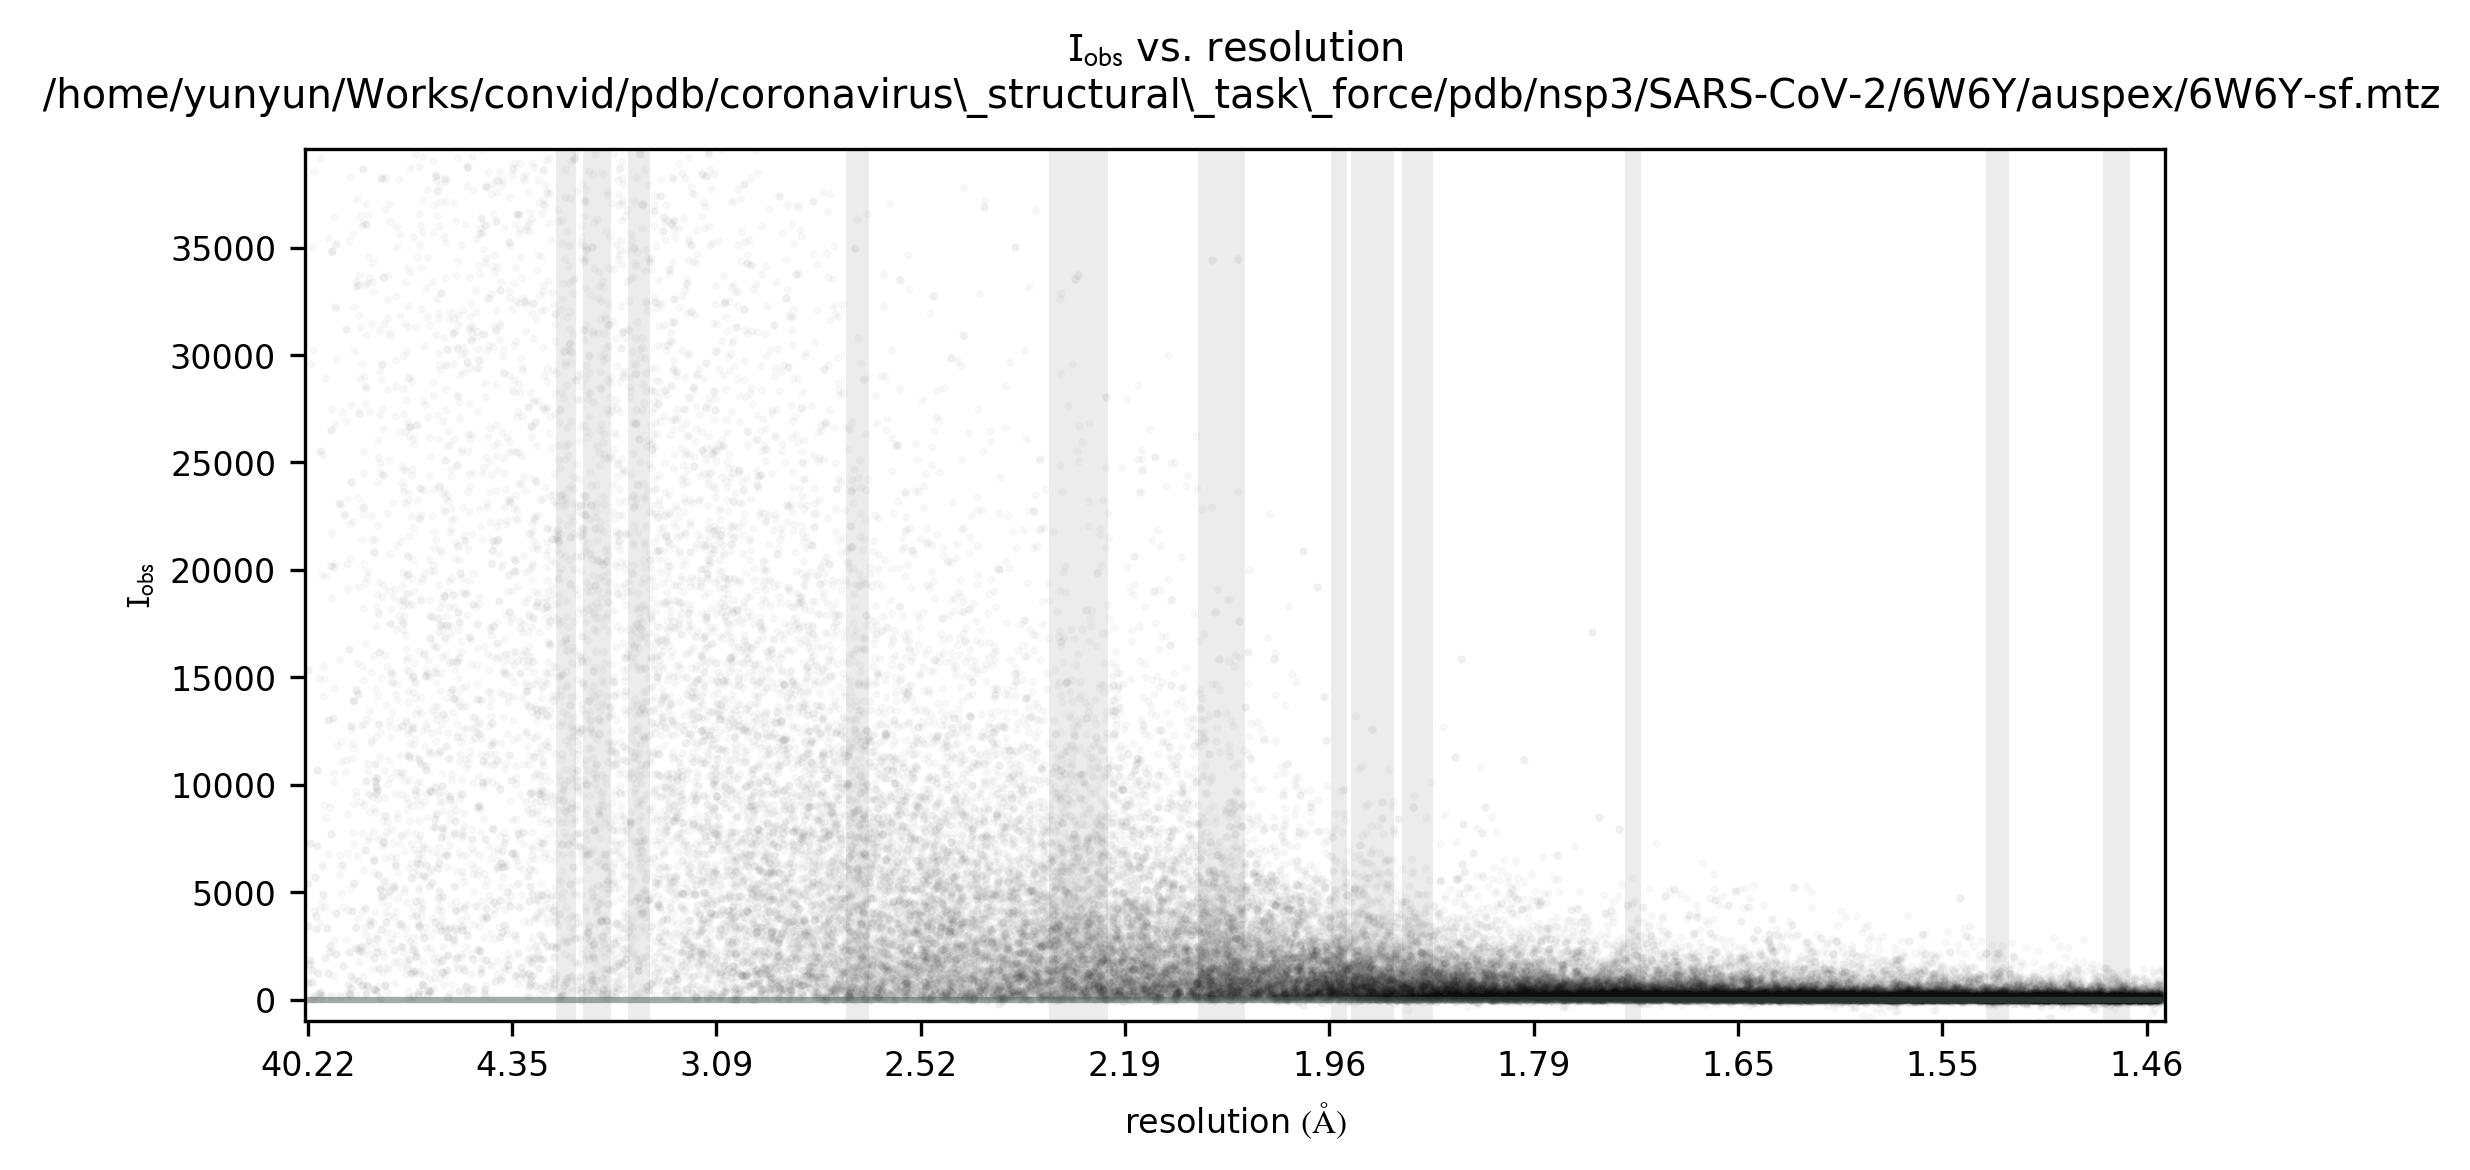 Iobs vs. resolution
/home/yunyun/Works/convid/pdb/coronavirus\_structural\_task\_force/pdb/nsp3/SARS-CoV-2/6W6Y/auspex/6W6Y-sf.mtz
35000
30000
25000
20000
15000
10000
5000
0
Iobs
40.22 4.35 3.09 2.52 2.19 1.96 1.79 1.65 1.55 1.46
resolution (Å)